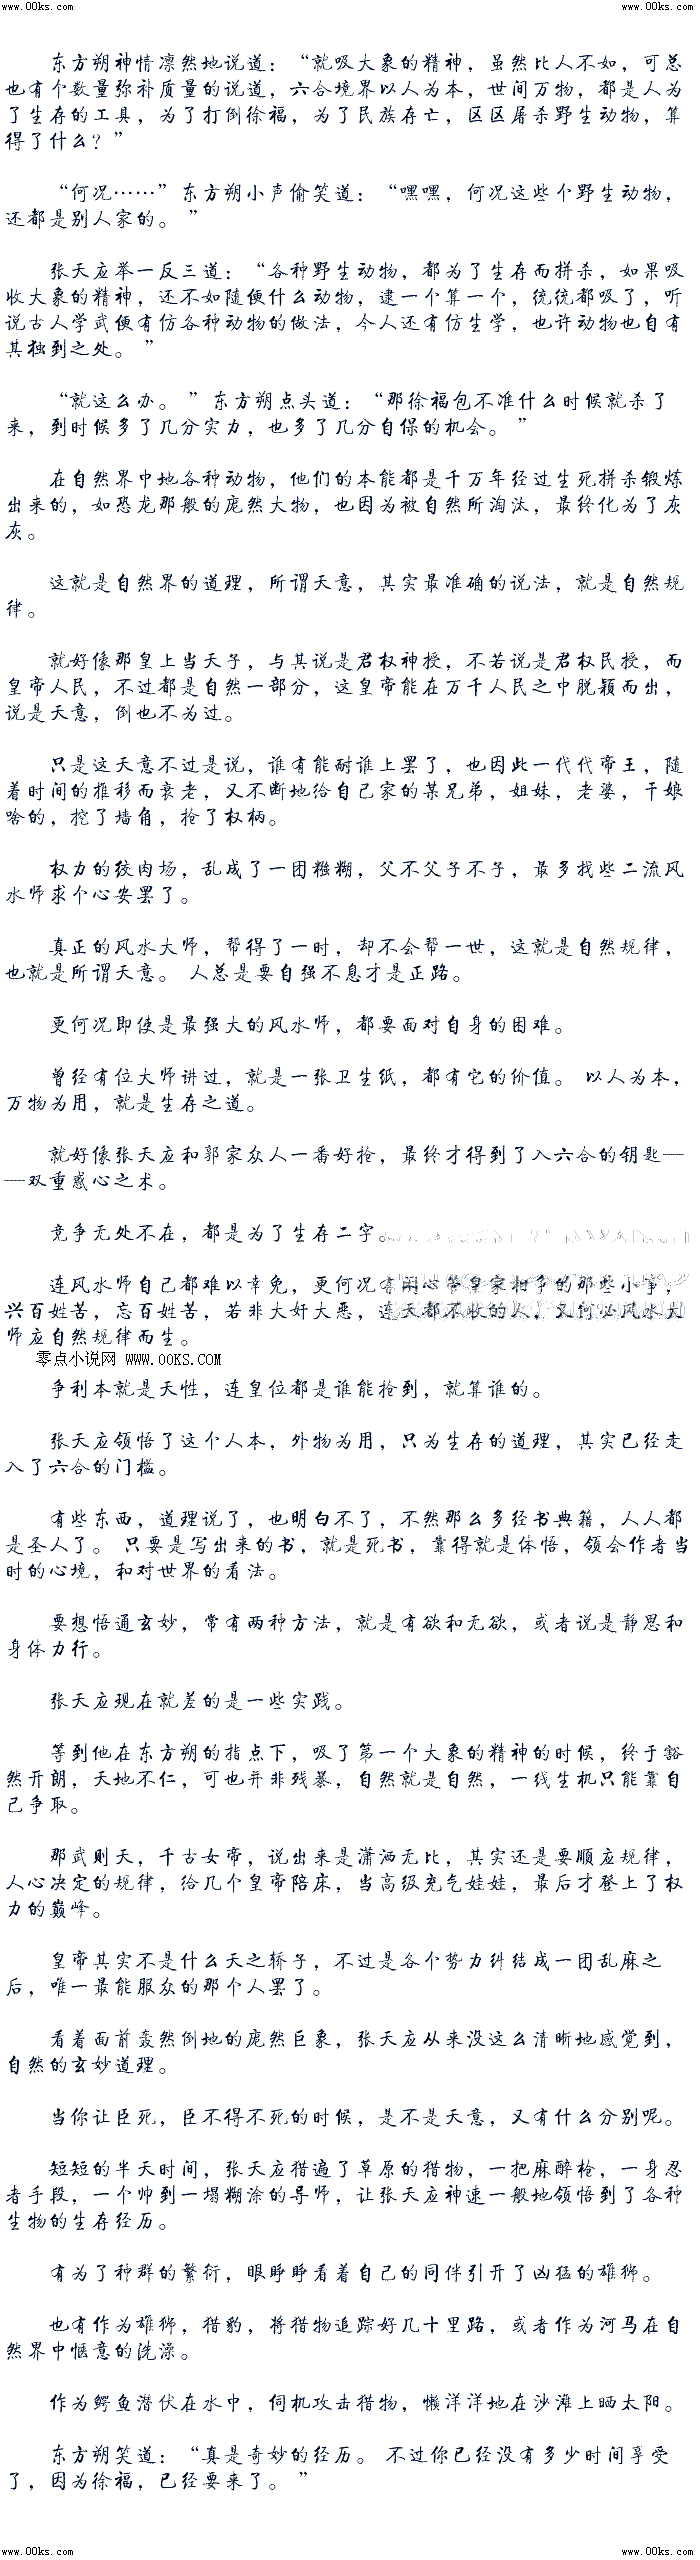 www.00ks.com www.00ks.com
东方朔神情凛然地说道：“就吸大象的精神，虽然比人不如，可总
也有个数量弥补质量的说道，六合境界以人为本，世间万物，都是人为
了生存的工具，为了打倒徐福，为了民族存亡，区区屠杀野生动物，算
得了什么？”
“何况……”东方朔小声偷笑道：“嘿嘿，何况这些个野生动物，
还都是别人家的。”
张天应举一反三道：“各种野生动物，都为了生存而拼杀，如果吸
收大象的精神，还不如随便什么动物，逮一个算一个，统统都吸了，听
说古人学武便有仿各种动物的做法，今人还有仿生学，也许动物也自有
其独到之处。”
“就这么办。”东方朔点头道：“那徐福包不准什么时候就杀了
来，到时候多了几分实力，也多了几分自保的机会。”
在自然界中地各种动物，他们的本能都是千万年经过生死拼杀锻炼
出来的，如恐龙那般的庞然大物，也因为被自然所淘汰，最终化为了灰
灰。
这就是自然界的道理，所谓天意，其实最准确的说法，就是自然规
律。
就好像那皇上当天子，与其说是君权神授，不若说是君权民授，而
皇帝人民，不过都是自然一部分，这皇帝能在万千人民之中脱颖而出，
说是天意，倒也不为过。
只是这天意不过是说，谁有能耐谁上罢了，也因此一代代帝王，随
着时间的推移而衰老，又不断地给自己家的某兄弟，姐妹，老婆，干娘
啥的，挖了墙角，抢了权柄。
权力的绞肉场，乱成了一团糨糊，父不父子不子，最多找些二流风
水师求个心安罢了。
真正的风水大师，帮得了一时，却不会帮一世，这就是自然规律，
也就是所谓天意。 人总是要自强不息才是正路。
更何况即使是最强大的风水师，都要面对自身的困难。
曾经有位大师讲过，就是一张卫生纸，都有它的价值。 以人为本，
万物为用，就是生存之道。
就好像张天应和郭家众人一番好抢，最终才得到了入六合的钥匙—
—双重惑心之术。
竞争无处不在，都是为了生存二字。
连风水师自己都难以幸免，更何况有闲心管皇家相争的那些小事，
兴百姓苦，忘百姓苦，若非大奸大恶，连天都不收的人，又何必风水大
师应自然规律而生。
零点小说网 www.00KS.COM
争利本就是天性，连皇位都是谁能抢到，就算谁的。
张天应领悟了这个人本，外物为用，只为生存的道理，其实已经走
入了六合的门槛。
有些东西，道理说了，也明白不了，不然那么多经书典籍，人人都
是圣人了。 只要是写出来的书，就是死书，靠得就是体悟，领会作者当
时的心境，和对世界的看法。
要想悟通玄妙，常有两种方法，就是有欲和无欲，或者说是静思和
身体力行。
张天应现在就差的是一些实践。
等到他在东方朔的指点下，吸了第一个大象的精神的时候，终于豁
然开朗，天地不仁，可也并非残暴，自然就是自然，一线生机只能靠自
己争取。
那武则天，千古女帝，说出来是潇洒无比，其实还是要顺应规律，
人心决定的规律，给几个皇帝陪床，当高级充气娃娃，最后才登上了权
力的巅峰。
皇帝其实不是什么天之轿子，不过是各个势力纠结成一团乱麻之
后，唯一最能服众的那个人罢了。
看着面前轰然倒地的庞然巨象，张天应从来没这么清晰地感觉到，
自然的玄妙道理。
当你让臣死，臣不得不死的时候，是不是天意，又有什么分别呢。
短短的半天时间，张天应猎遍了草原的猎物，一把麻醉枪，一身忍
者手段，一个帅到一塌糊涂的导师，让张天应神速一般地领悟到了各种
生物的生存经历。
有为了种群的繁衍，眼睁睁看着自己的同伴引开了凶猛的雄狮。
也有作为雄狮，猎豹，将猎物追踪好几十里路，或者作为河马在自
然界中惬意的洗澡。
作为鳄鱼潜伏在水中，伺机攻击猎物，懒洋洋地在沙滩上晒太阳。
东方朔笑道：“真是奇妙的经历。 不过你已经没有多少时间享受
了，因为徐福，已经要来了。”
www.00ks.com www.00ks.com